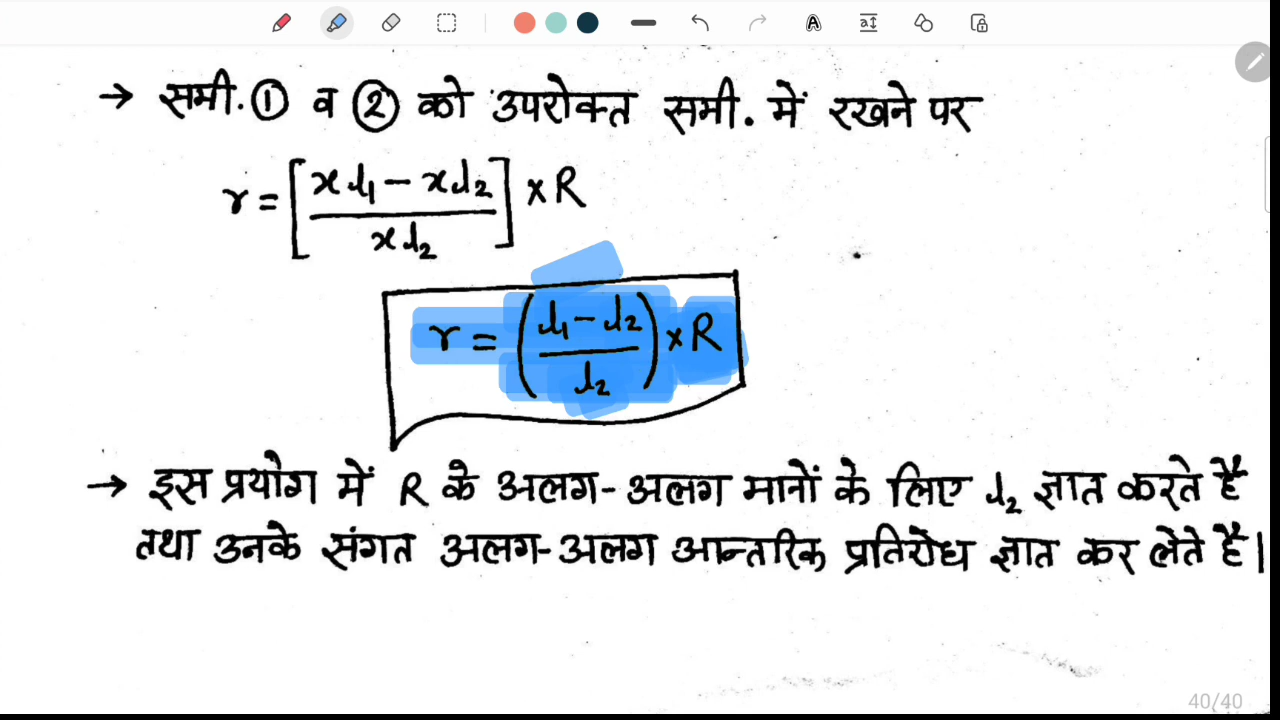 → समी. ① व ② को उपरोक्त समी. में रखने पर
r = [xl₁ - xl₂ / xl₂] × R
r = (l₁ - l₂ / l₂) × R
→ इस प्रयोग में R के अलग-अलग मानों के लिए l₂ ज्ञात करते है
तथा उनके संगत अलग-अलग आन्तरिक प्रतिरोध ज्ञात कर लेते है।
40/40